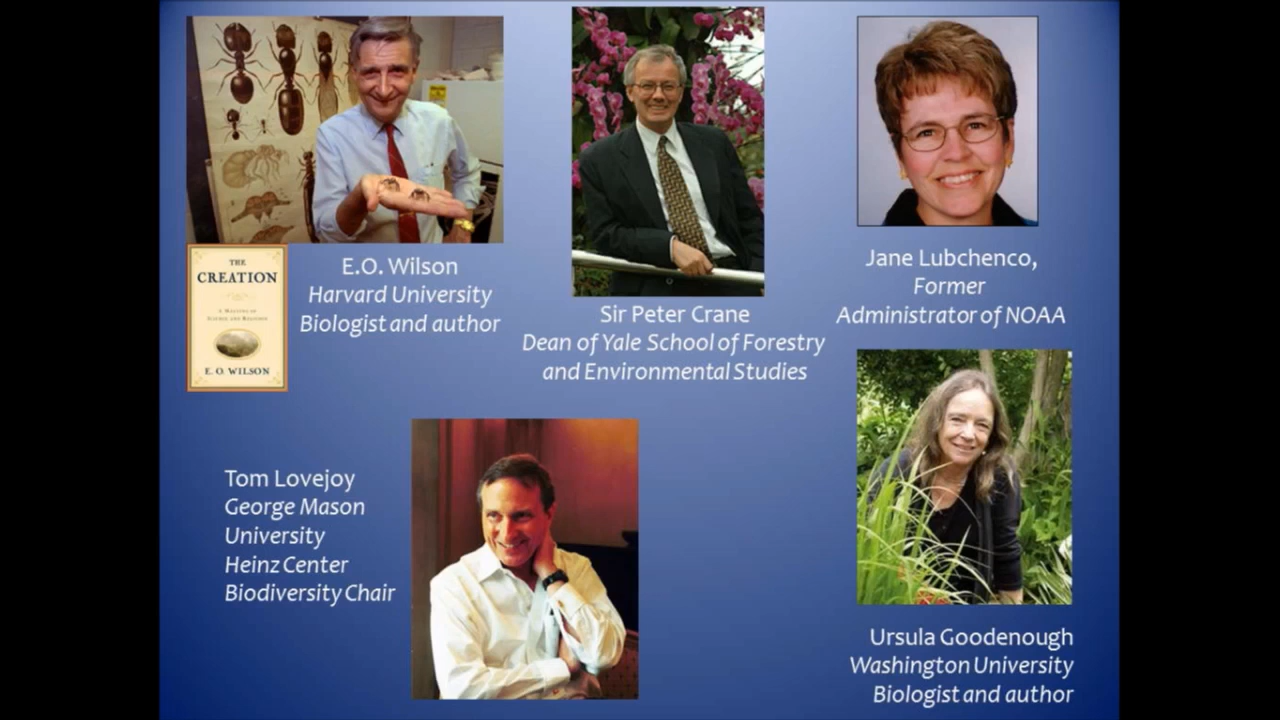 E.O. Wilson
Harvard University
Biologist and author
THE
CREATION
E. O. WILSON
Sir Peter Crane
Dean of Yale School of Forestry
and Environmental Studies
Jane Lubchenco,
Former
Administrator of NOAA
Tom Lovejoy
George Mason
University
Heinz Center
Biodiversity Chair
Ursula Goodenough
Washington University
Biologist and author